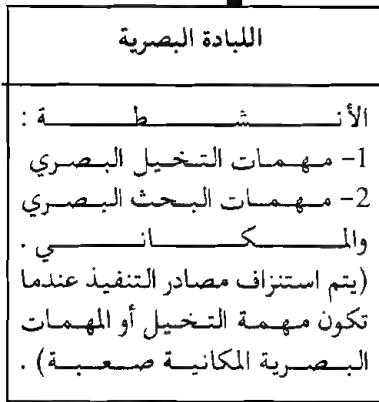 اللبادة البصرية
الأنشطة :
1- مهمات التخيل البصري
2- مهمات البحث البصري
والمكاني .
(يتم استنزاف مصادر التنفيذ عندما
تكون مهمة التخيل أو المهمات
البصرية المكانية صعبة) .